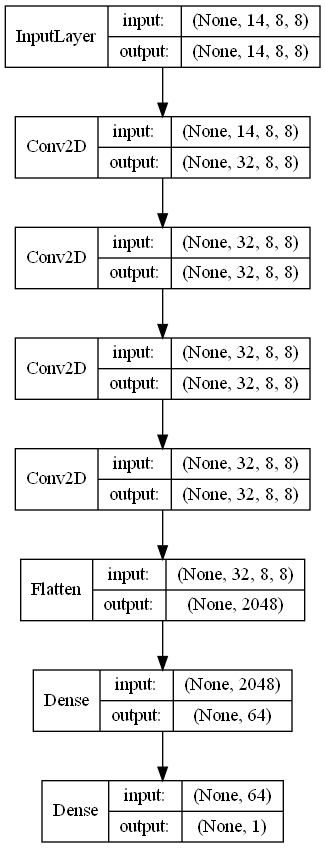 InputLayer
input: (None, 14, 8, 8)
output: (None, 14, 8, 8)
Conv2D
input: (None, 14, 8, 8)
output: (None, 32, 8, 8)
Conv2D
input: (None, 32, 8, 8)
output: (None, 32, 8, 8)
Conv2D
input: (None, 32, 8, 8)
output: (None, 32, 8, 8)
Conv2D
input: (None, 32, 8, 8)
output: (None, 32, 8, 8)
Flatten
input: (None, 32, 8, 8)
output: (None, 2048)
Dense
input: (None, 2048)
output: (None, 64)
Dense
input: (None, 64)
output: (None, 1)